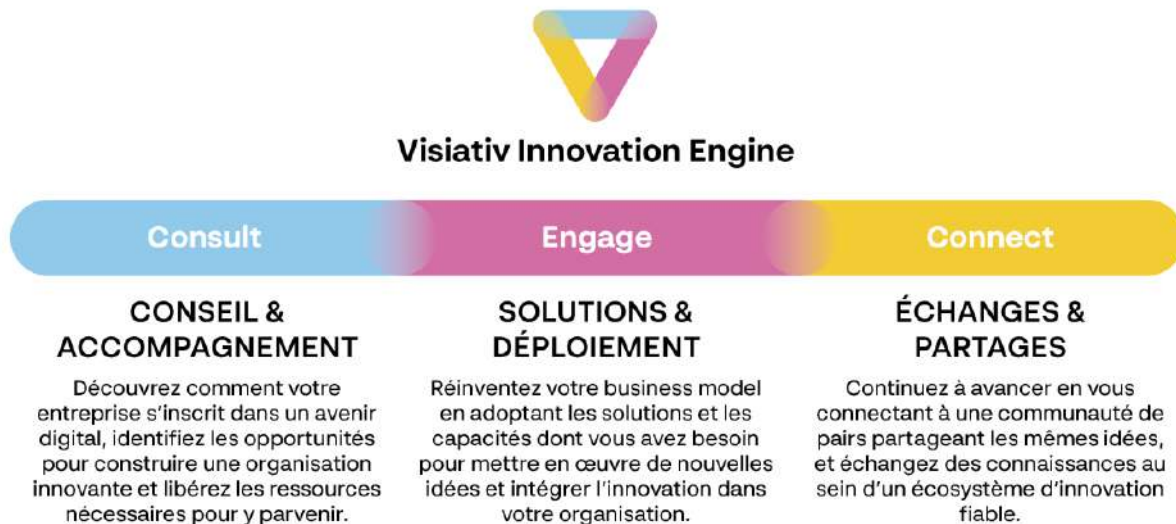 Visiativ Innovation Engine
Consult
Engage
Connect
CONSEIL &
ACCOMPAGNEMENT
Découvrez comment votre
entreprise s’inscrit dans un avenir
digital, identifiez les opportunités
pour construire une organisation
innovante et libérez les ressources
nécessaires pour y parvenir.
SOLUTIONS &
DÉPLOIEMENT
Réinventez votre business model
en adoptant les solutions et les
capacités dont vous avez besoin
pour mettre en œuvre de nouvelles
idées et intégrer l’innovation dans
votre organisation.
ÉCHANGES &
PARTAGES
Continuez à avancer en vous
connectant à une communauté de
pairs partageant les mêmes idées,
et échangez des connaissances au
sein d’un écosystème d’innovation
fiable.